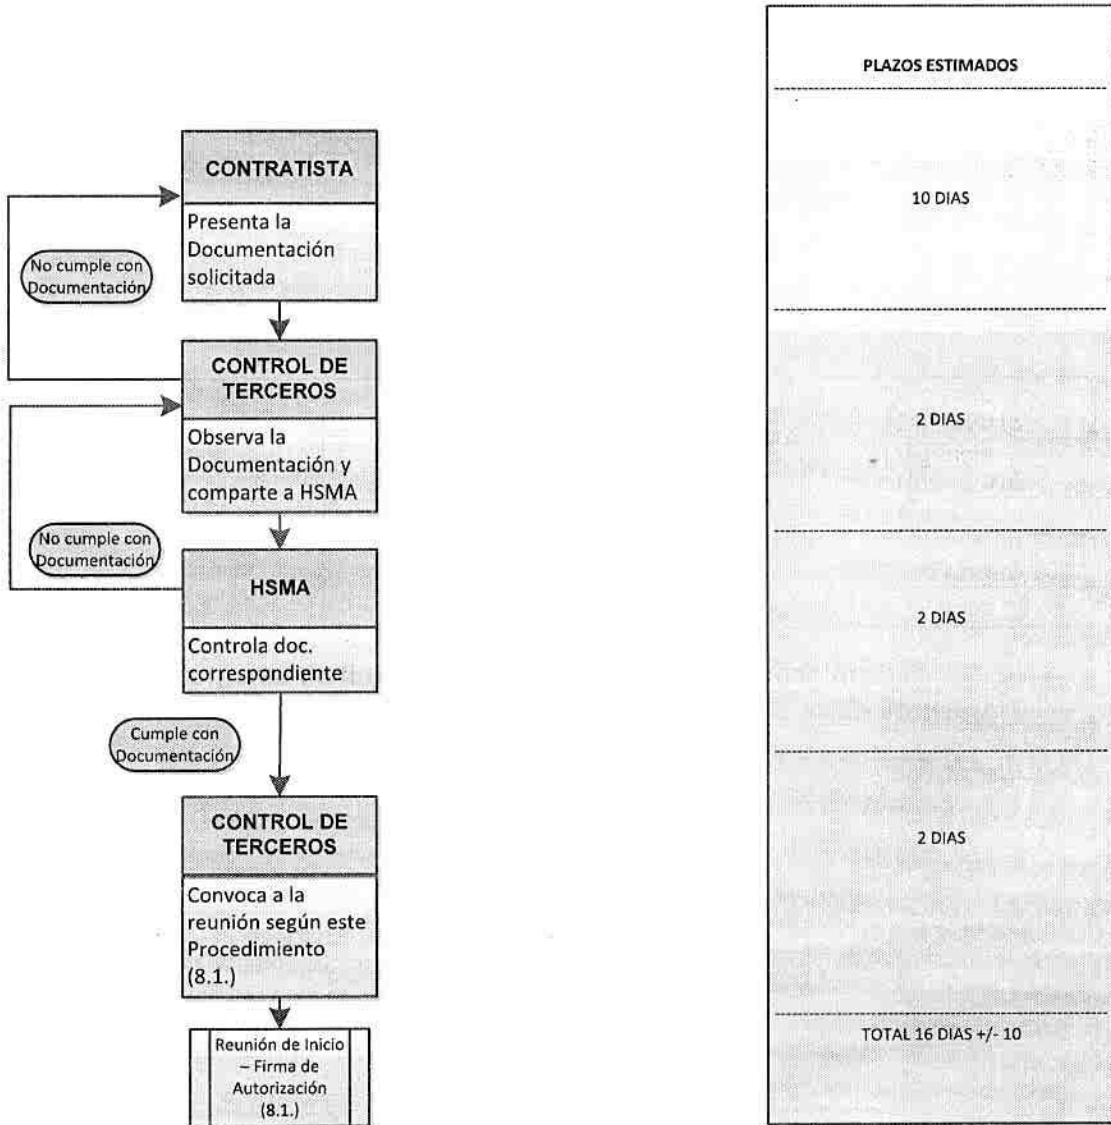 PLAZOS ESTIMADOS
CONTRATISTA
Presenta la
Documentación
solicitada
10 DIAS
No cumple con
Documentación
CONTROL DE
TERCEROS
Observa la
Documentación y
comparte a HSMA
2 DIAS
No cumple con
Documentación
HSMA
Controla doc.
correspondiente
2 DIAS
Cumple con
Documentación
CONTROL DE
TERCEROS
Convoca a la
reunión según este
Procedimiento
(8.1.)
2 DIAS
Reunión de Inicio
– Firma de
Autorización
(8.1.)
TOTAL 16 DIAS +/- 10